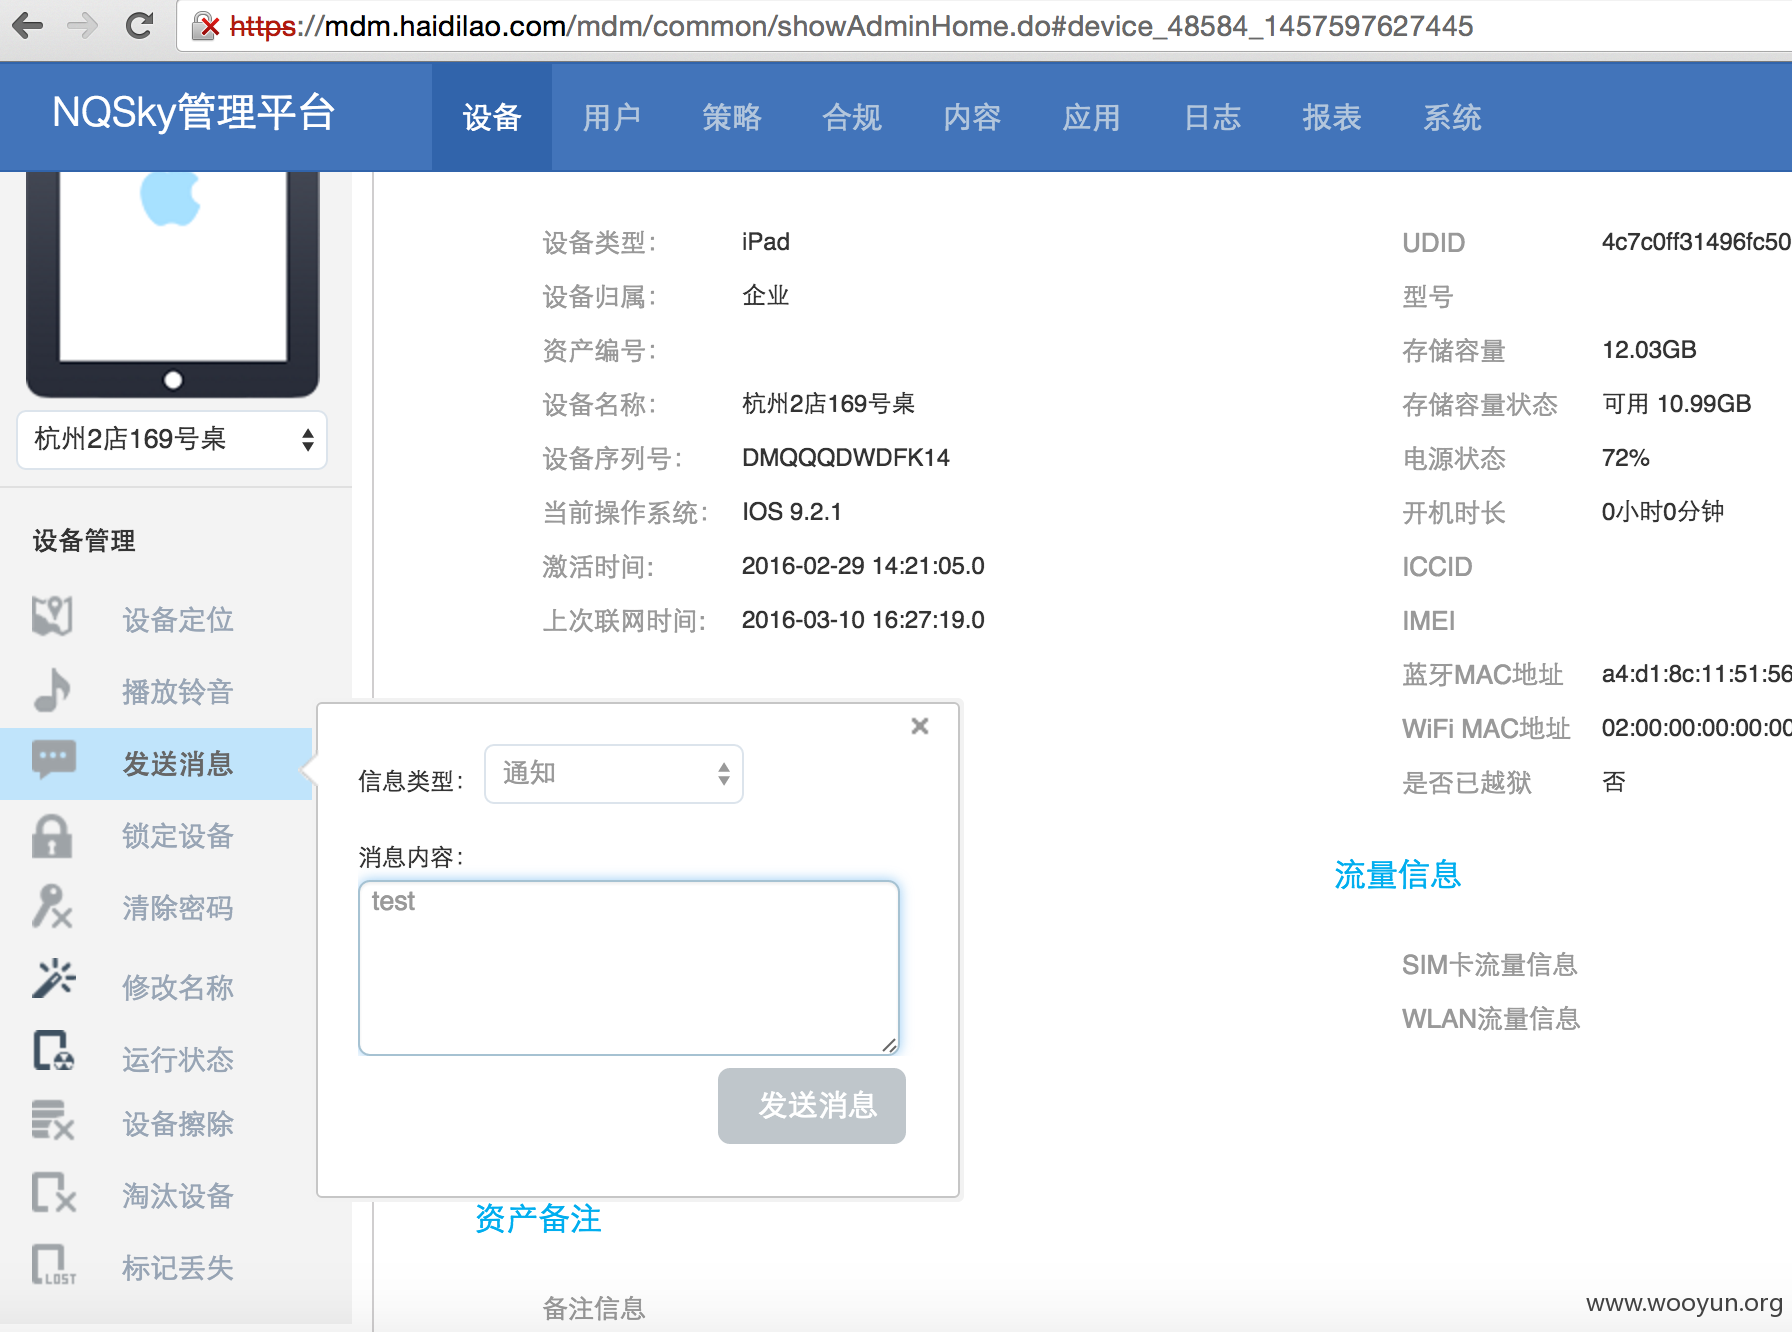 https://mdm.haidilao.com/mdm/common/showAdminHome.do#device_48584_1457597627445
NQSky管理平台
设备
用户
策略
合规
内容
应用
日志
报表
系统
杭州2店169号桌
设备管理
设备定位
播放铃音
发送消息
锁定设备
清除密码
修改名称
运行状态
设备擦除
淘汰设备
标记丢失
LOST
设备类型: iPad
设备归属: 企业
资产编号:
设备名称: 杭州2店169号桌
设备序列号: DMQQQDWDFK14
当前操作系统: IOS 9.2.1
激活时间: 2016-02-29 14:21:05.0
上次联网时间: 2016-03-10 16:27:19.0
信息类型: 通知
消息内容:
test
发送消息
资产备注
备注信息
UDID 4c7c0ff31496fc50
型号
存储容量 12.03GB
存储容量状态 可用 10.99GB
电源状态 72%
开机时长 0小时0分钟
ICCID
IMEI
蓝牙MAC地址 a4:d1:8c:11:51:56
WiFi MAC地址 02:00:00:00:00:00
是否已越狱 否
流量信息
SIM卡流量信息
WLAN流量信息
www.wooyun.org